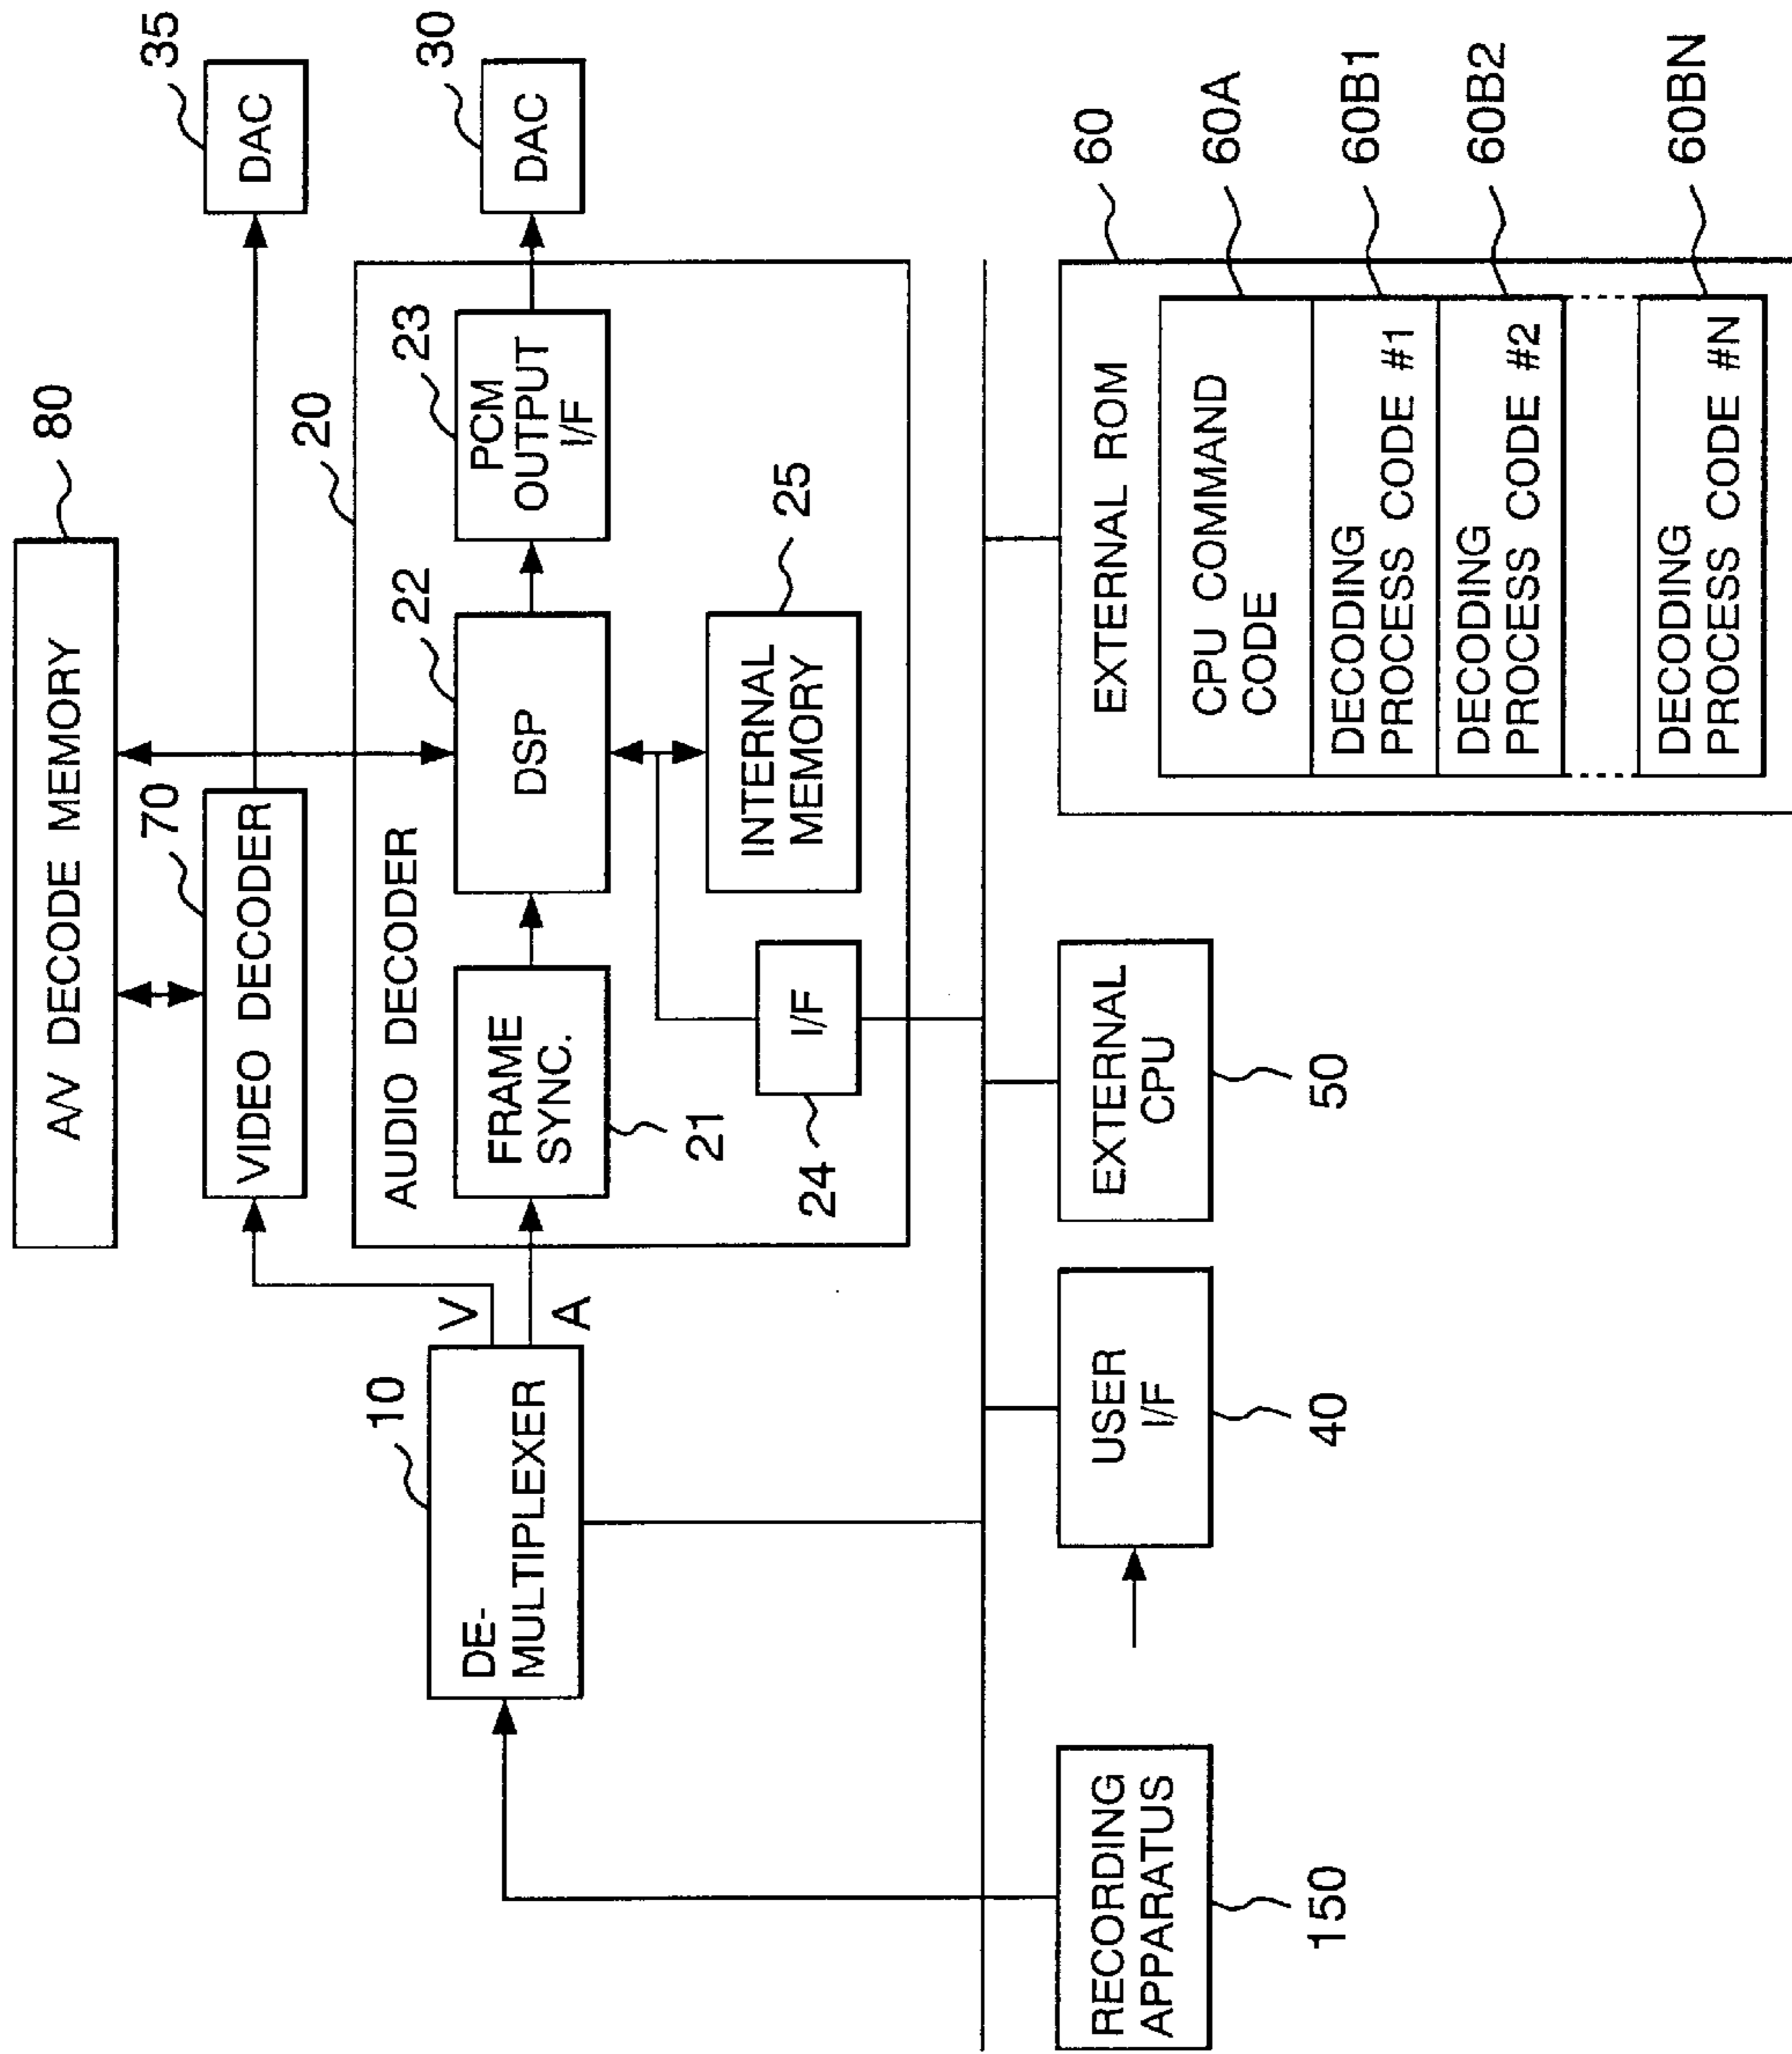 A/V DECODE MEMORY
80
35
DAC
70
VIDEO DECODER
20
30
DAC
AUDIO DECODER
10
DE-
MULTIPLEXER
V
A
FRAME
SYNC.
21
22
DSP
23
PCM
OUTPUT
I/F
24
I/F
25
INTERNAL
MEMORY
RECORDING
APPARATUS
150
USER
I/F
40
EXTERNAL
CPU
50
60
EXTERNAL ROM
CPU COMMAND
CODE
60A
DECODING
PROCESS CODE #1
60B1
DECODING
PROCESS CODE #2
60B2
DECODING
PROCESS CODE #N
60BN